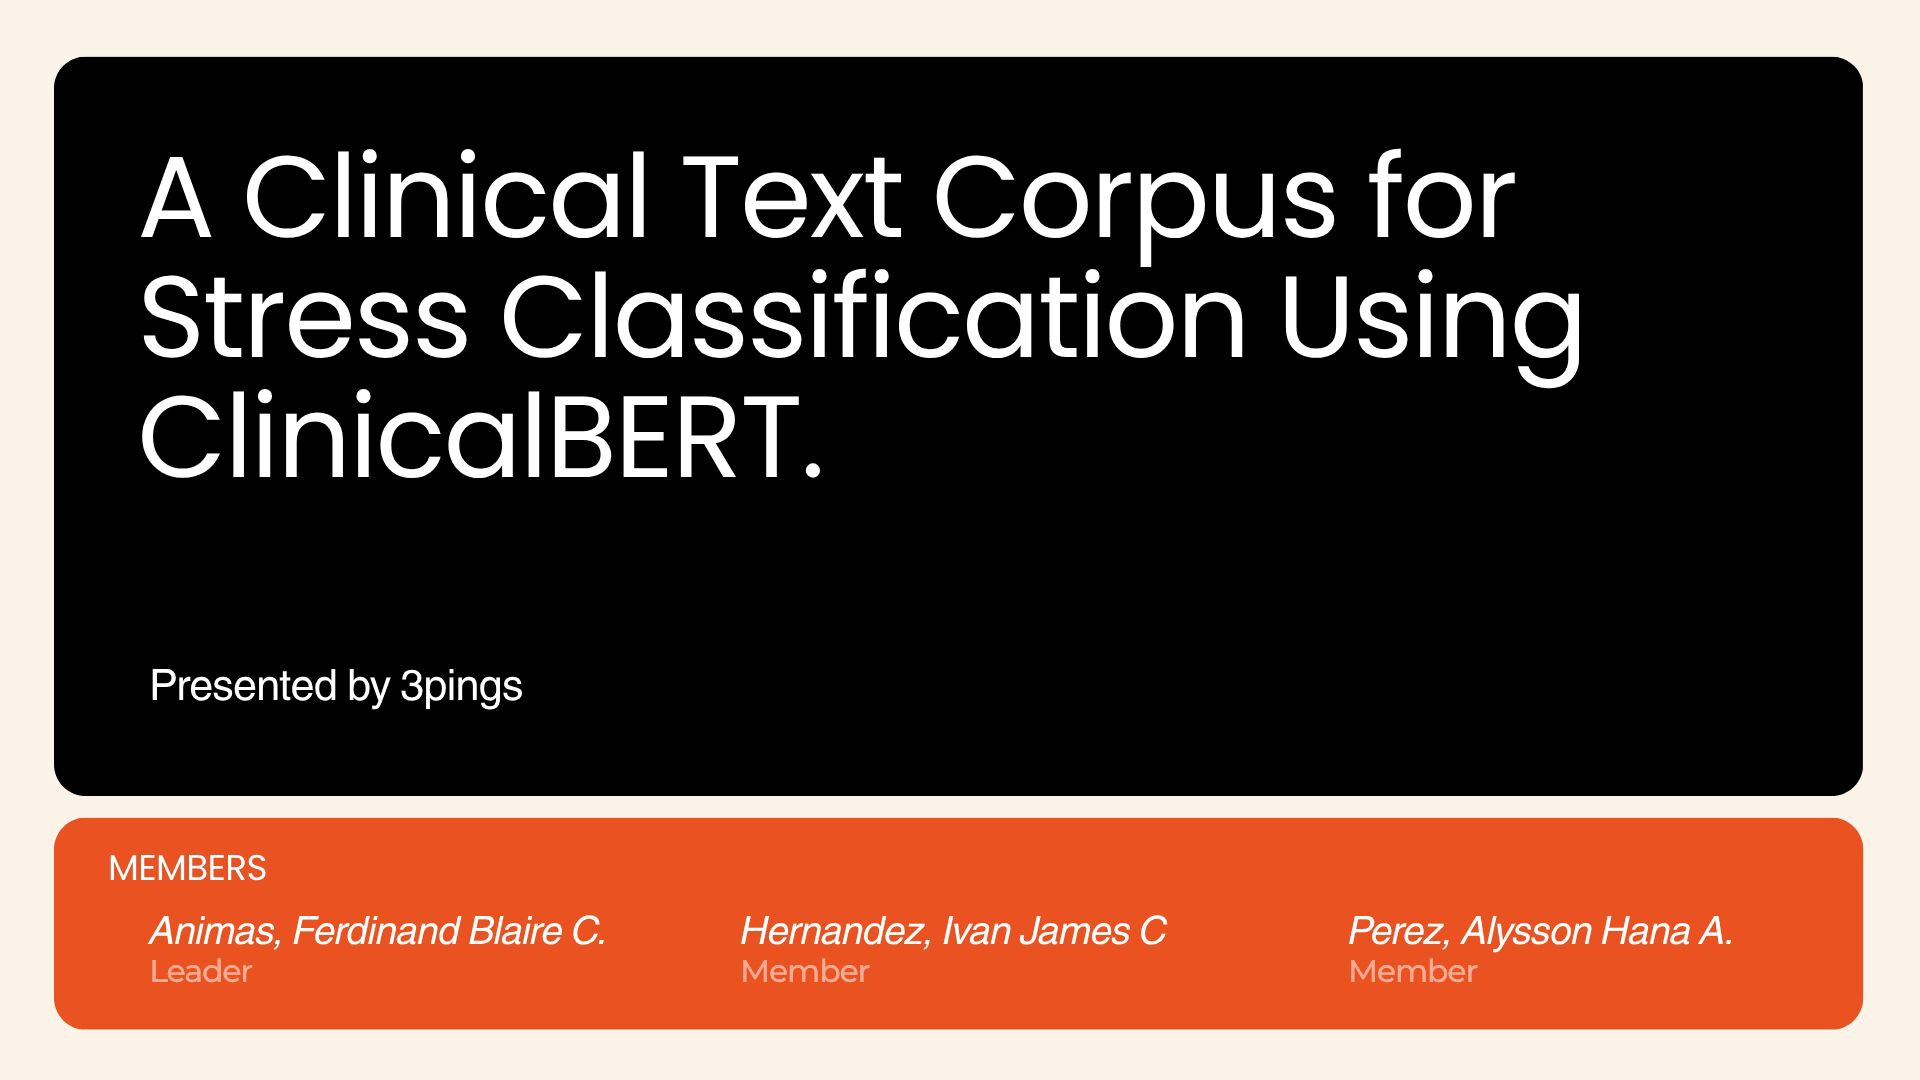 A Clinical Text Corpus for
Stress Classification Using
ClinicalBERT.
Presented by 3pings
MEMBERS
Animas, Ferdinand Blaire C.
Leader
Hernandez, Ivan James C
Member
Perez, Alysson Hana A.
Member